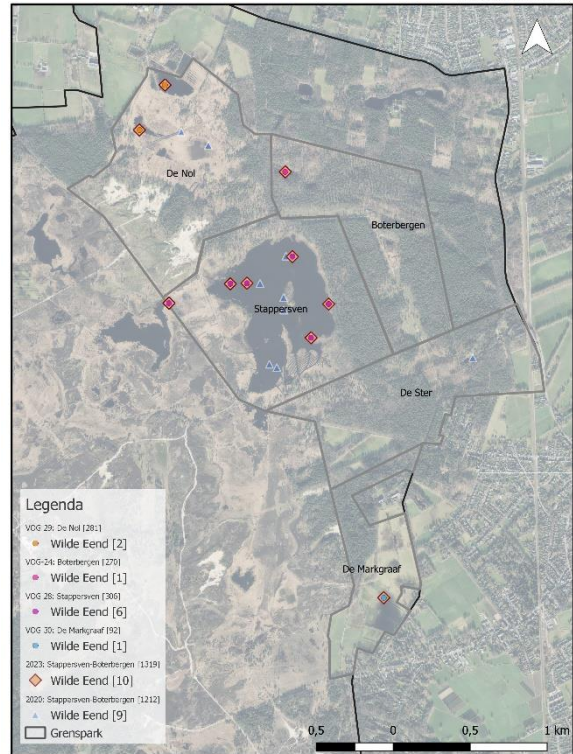 De Nol
Boterbergen
Stappersven
De Ster
De Markgraaf
Legenda
VOG 29: De Nol [281]
Wilde Eend [2]
VOG-24: Boterbergen [270]
Wilde Eend [1]
VOG 28: Stappersven [306]
Wilde Eend [6]
VOG 30: De Markgraaf [92]
Wilde Eend [1]
2023: Stappersven-Boterbergen [1319]
Wilde Eend [10]
2020: Stappersven-Boterbergen [1212]
Wilde Eend [9]
Grenspark
0,5 0 0,5 1 km